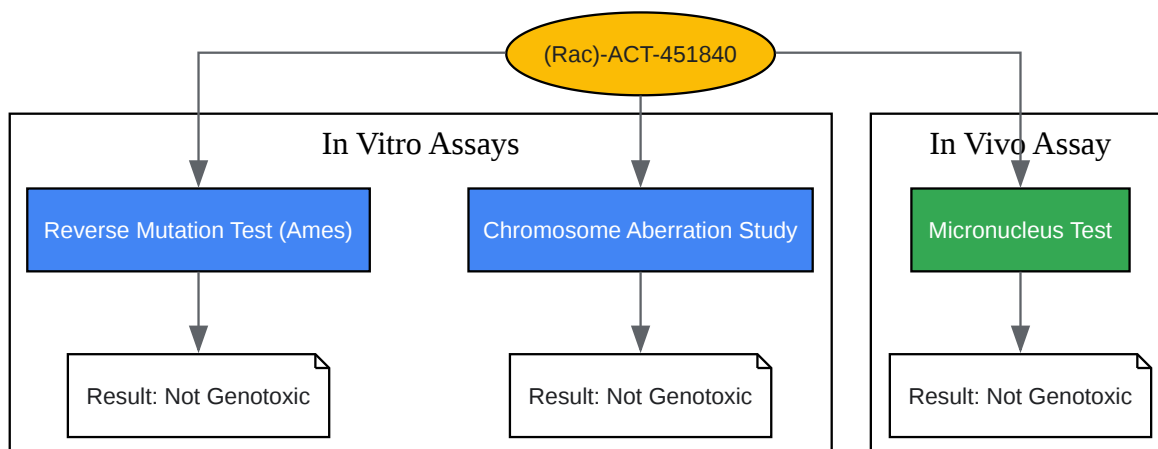 (Rac)-ACT-451840
In Vitro Assays
In Vivo Assay
Reverse Mutation Test (Ames)
Chromosome Aberration Study
Micronucleus Test
Result: Not Genotoxic
Result: Not Genotoxic
Result: Not Genotoxic